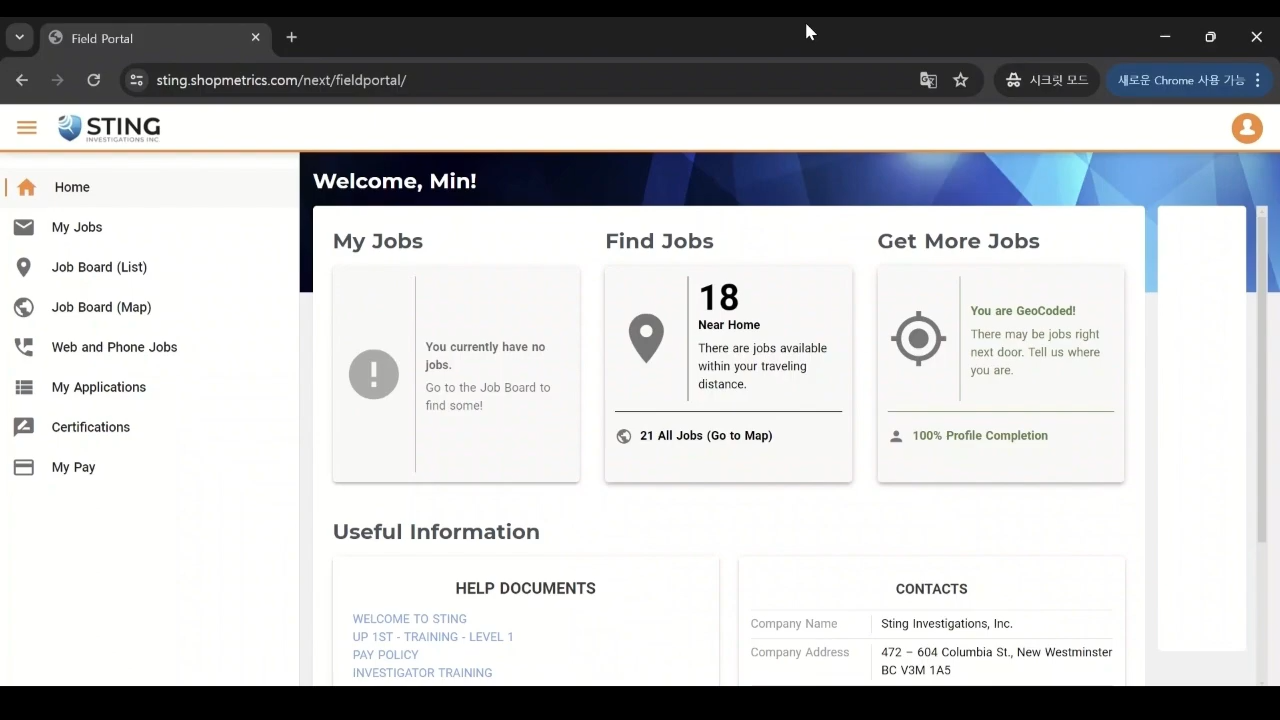 Field Portal
sting.shopmetrics.com/next/fieldportal/
시크릿 모드
새로운 Chrome 사용 가능
STING
INVESTIGATIONS INC.
Home
My Jobs
Job Board (List)
Job Board (Map)
Web and Phone Jobs
My Applications
Certifications
My Pay
Welcome, Min!
My Jobs
You currently have no
jobs.
Go to the Job Board to
find some!
Find Jobs
18
Near Home
There are jobs available
within your traveling
distance.
21 All Jobs (Go to Map)
Get More Jobs
You are GeoCoded!
There may be jobs right
next door. Tell us where
you are.
100% Profile Completion
Useful Information
HELP DOCUMENTS
WELCOME TO STING
UP 1ST - TRAINING - LEVEL 1
PAY POLICY
INVESTIGATOR TRAINING
CONTACTS
Company Name Sting Investigations, Inc.
Company Address 472 – 604 Columbia St., New Westminster
BC V3M 1A5